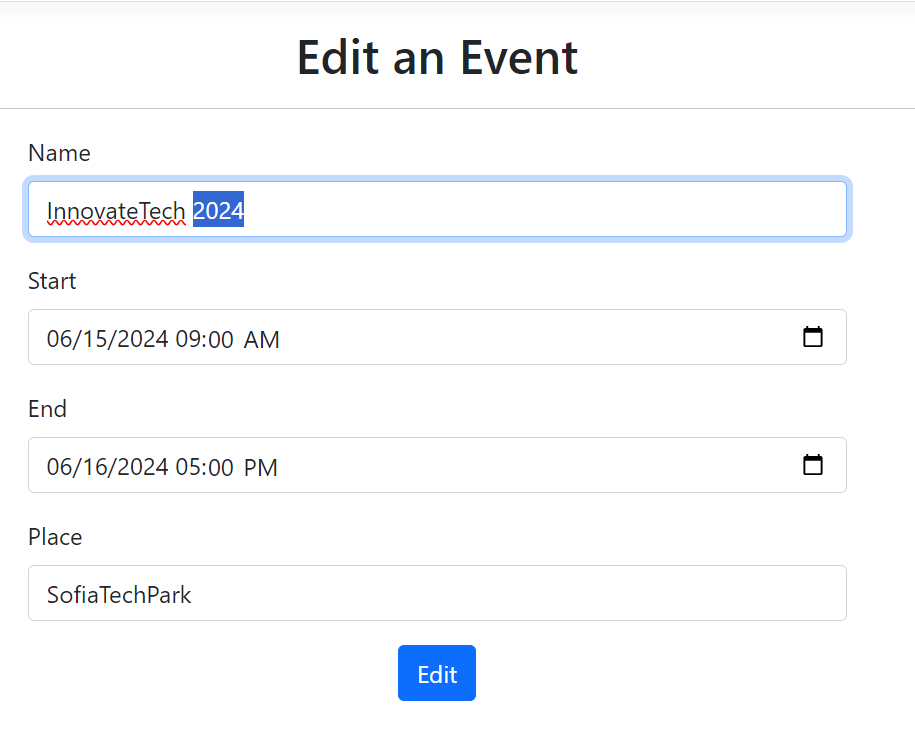 Edit an Event
Name
InnovateTech 2024
Start
06/15/2024 09:00 AM
End
06/16/2024 05:00 PM
Place
SofiaTechPark
Edit